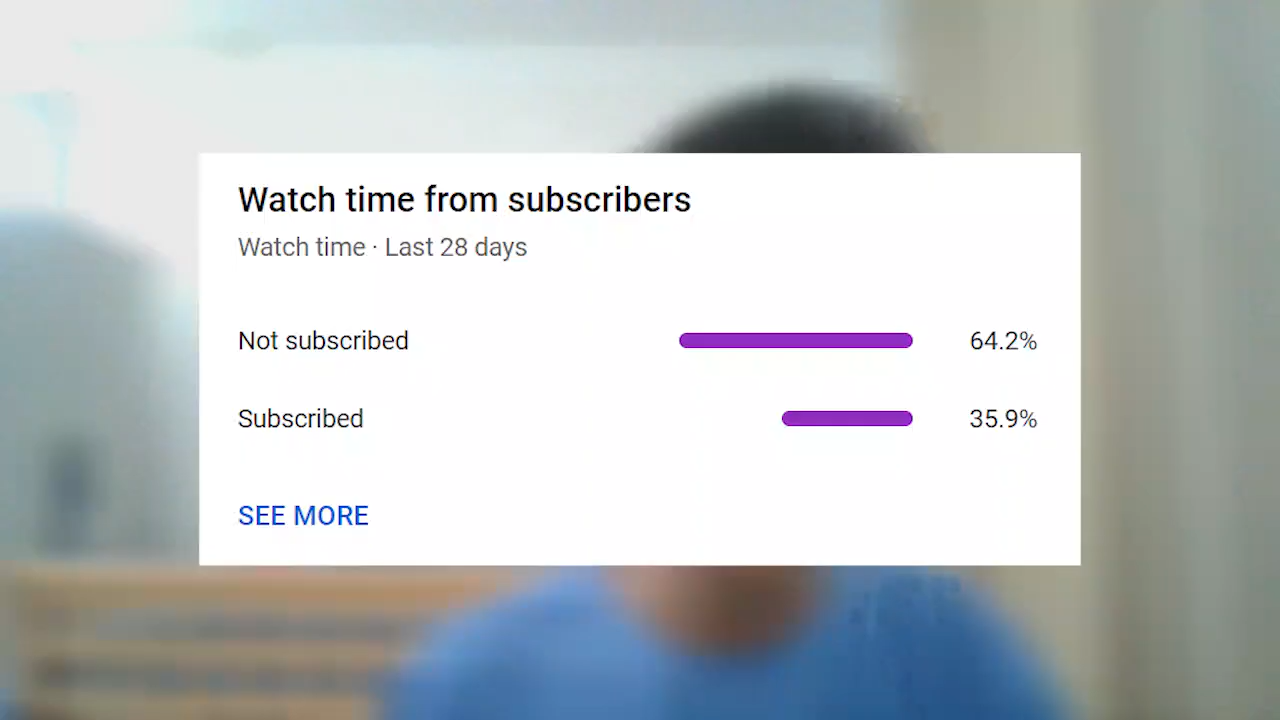 Watch time from subscribers
Watch time · Last 28 days
Not subscribed 64.2%
Subscribed 35.9%
SEE MORE